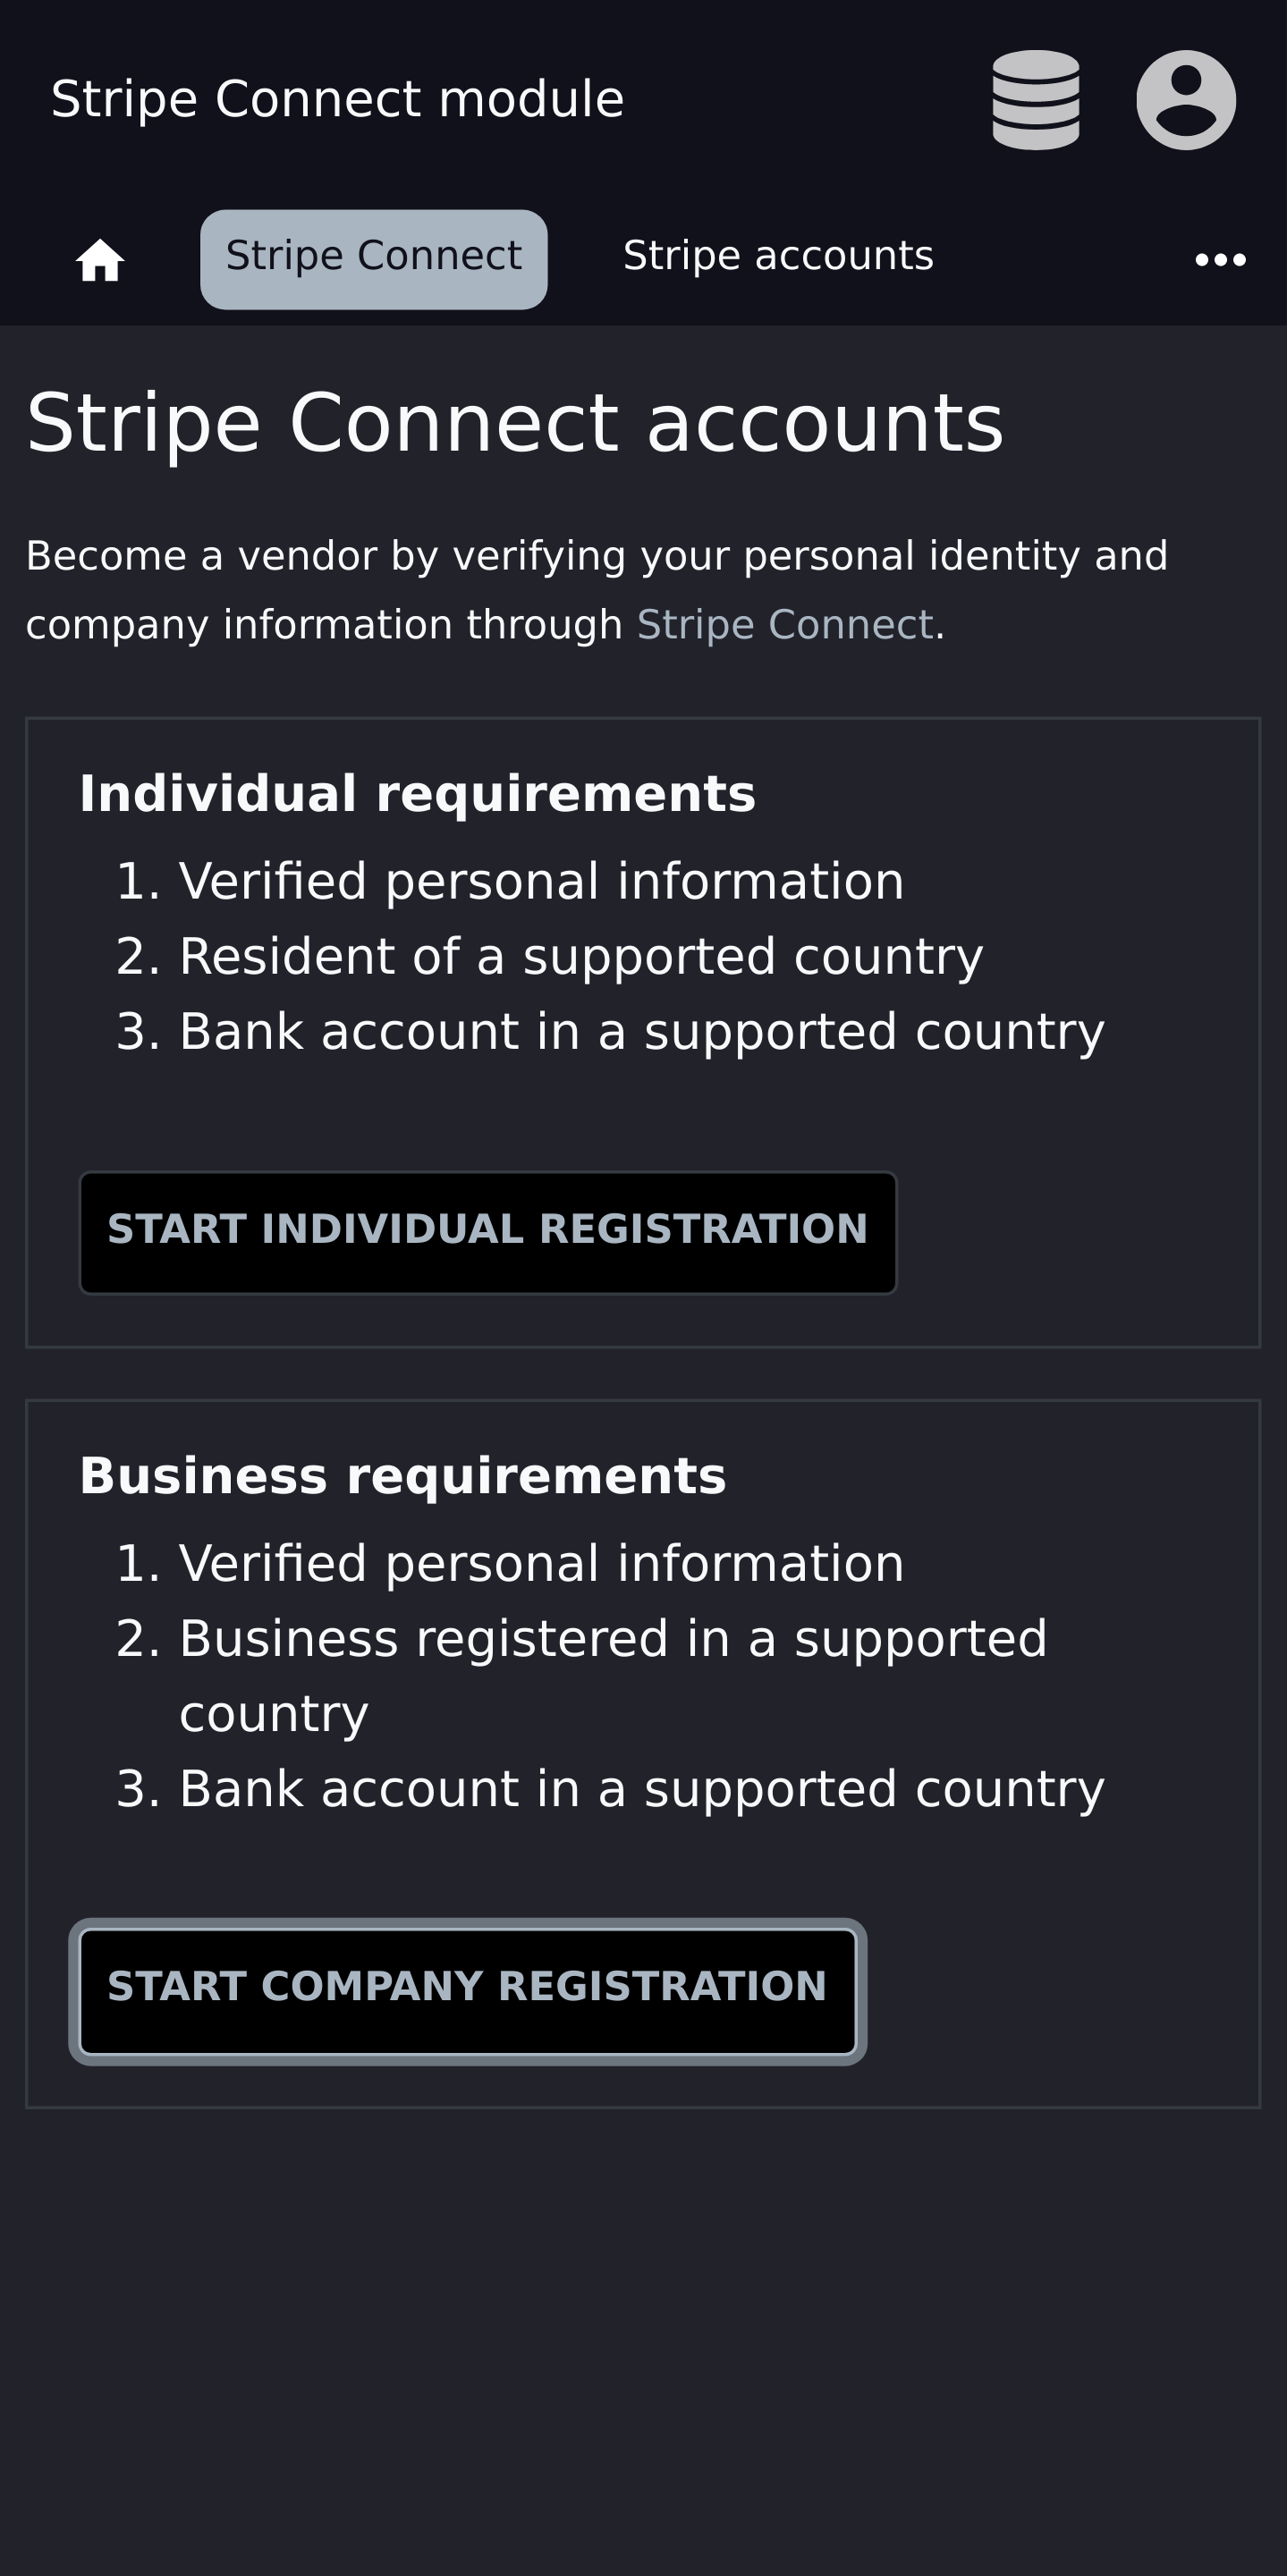 Stripe Connect module
Stripe Connect
Stripe accounts
Stripe Connect accounts
Become a vendor by verifying your personal identity and
company information through Stripe Connect.
Individual requirements
1. Verified personal information
2. Resident of a supported country
3. Bank account in a supported country
START INDIVIDUAL REGISTRATION
Business requirements
1. Verified personal information
2. Business registered in a supported
country
3. Bank account in a supported country
START COMPANY REGISTRATION